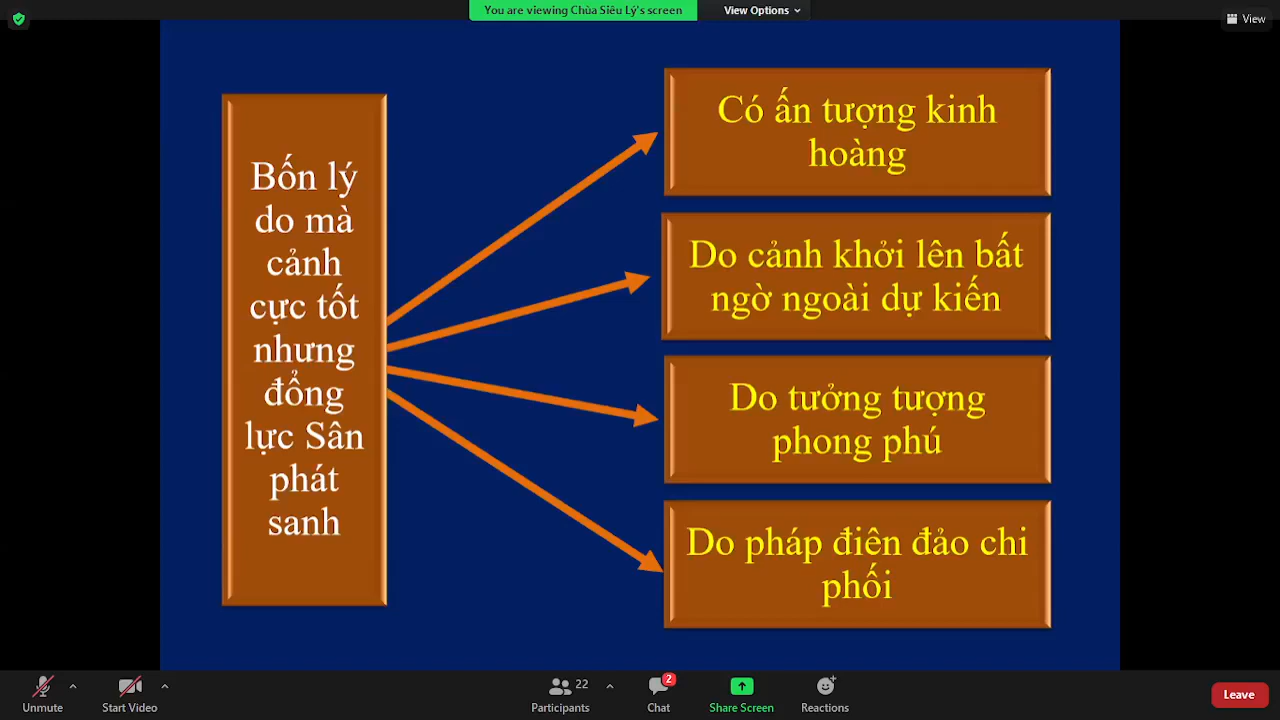 You are viewing Chùa Siêu Lý's screen
View Options
View
Bốn lý
do mà
cảnh
cực tốt
nhưng
đổng
lực Sân
phát
sanh
Có ấn tượng kinh
hoàng
Do cảnh khởi lên bất
ngờ ngoài dự kiến
Do tưởng tượng
phong phú
Do pháp điên đảo chi
phối
Unmute
Start Video
22
Participants
2
Chat
Share Screen
Reactions
Leave